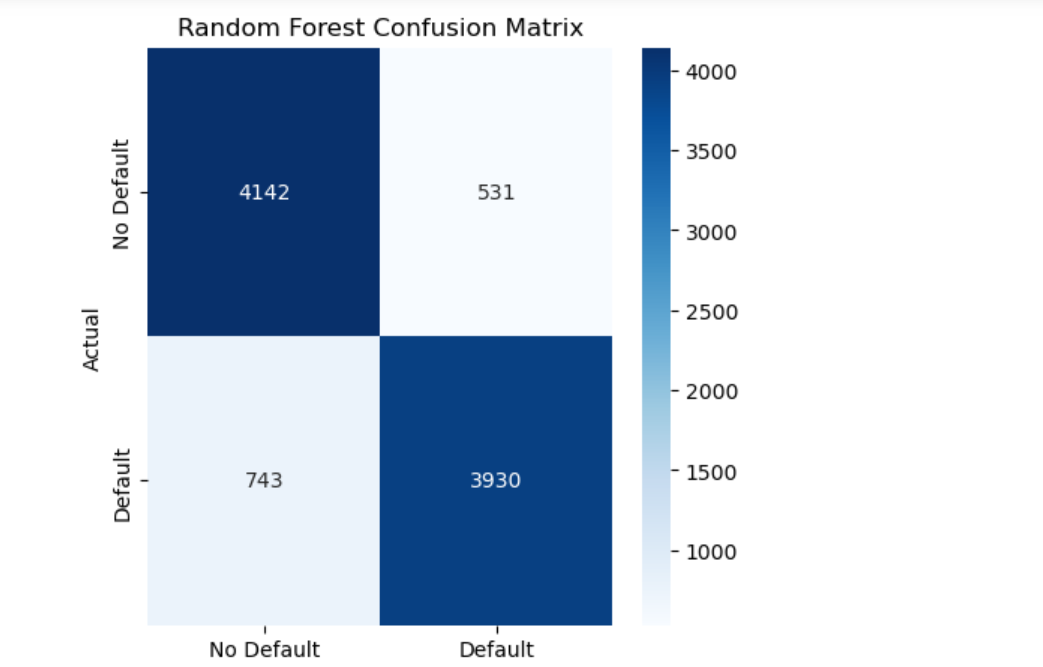 Random Forest Confusion Matrix
No Default
4142
531
Actual
Default
743
3930
No Default
Default
4000
3500
3000
2500
2000
1500
1000